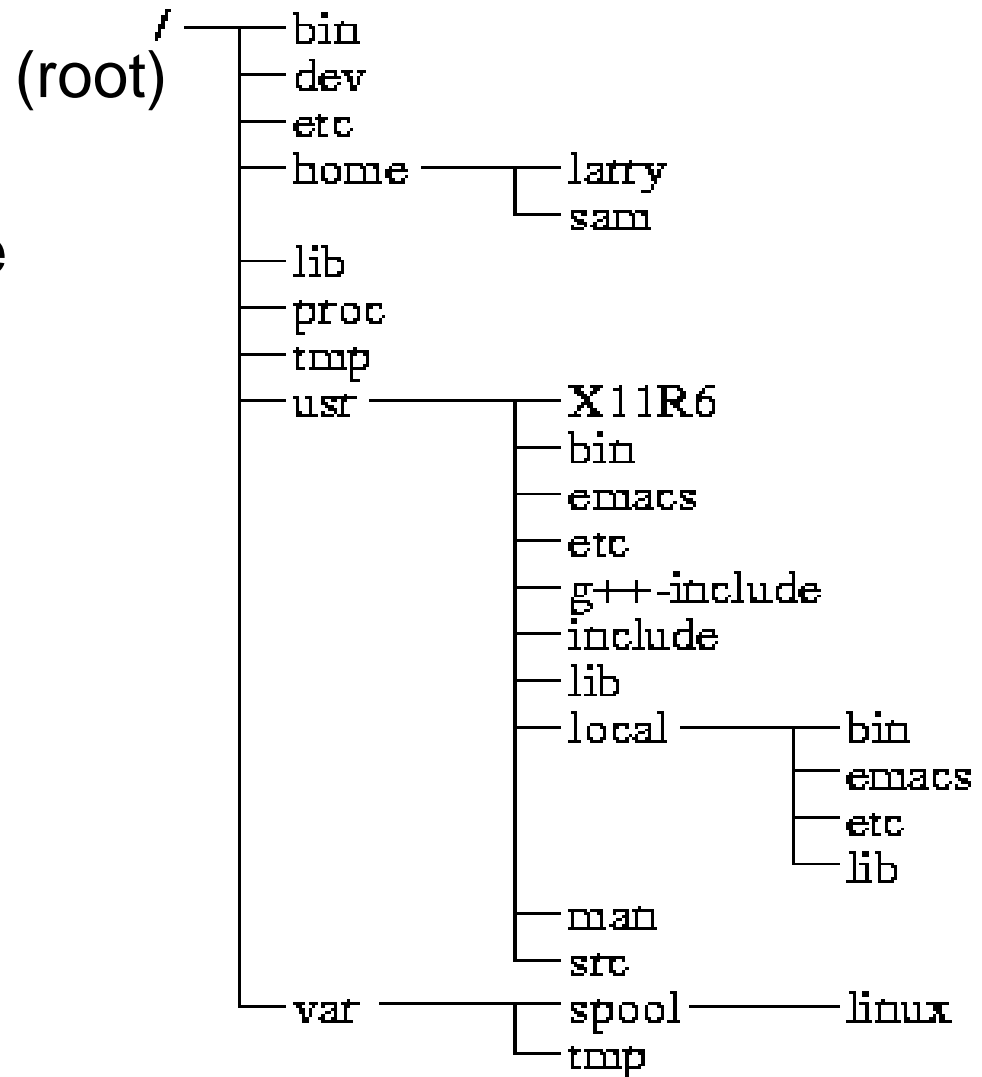 / bin
(root)
dev
etc
home larry
sam
e
lib
proc
tmp
usr X11R6
bin
emacs
etc
g++-include
include
lib
local bin
emacs
etc
lib
man
src
var spool linux
tmp